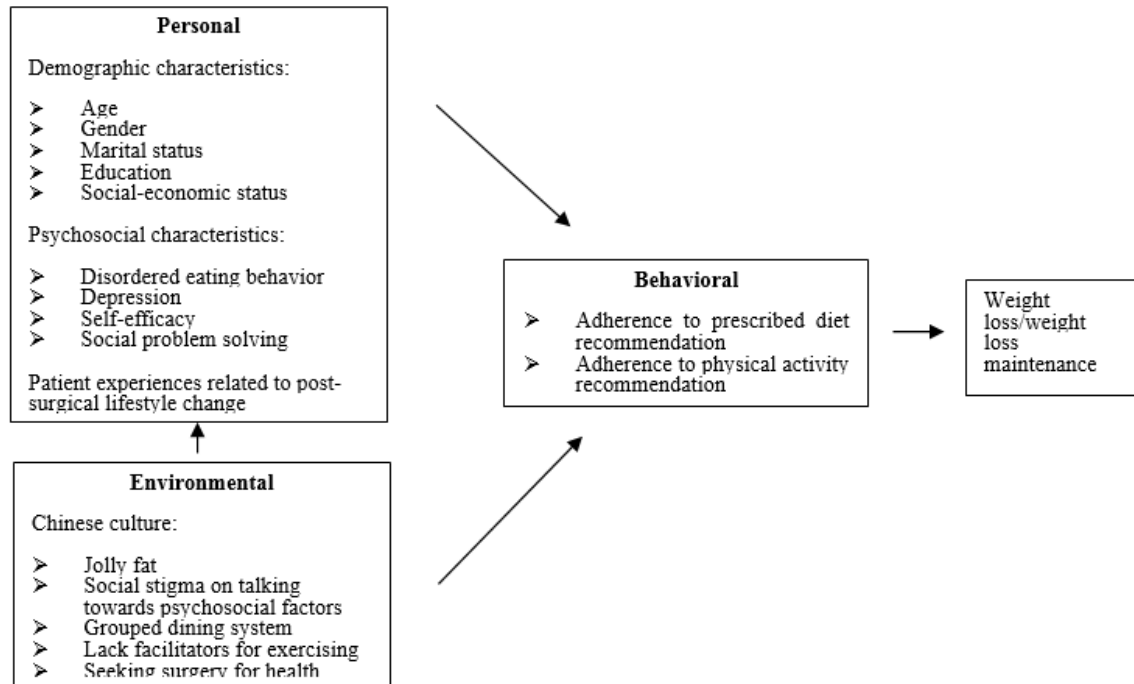 Personal
Demographic characteristics:
➢ Age
➢ Gender
➢ Marital status
➢ Education
➢ Social-economic status
Psychosocial characteristics:
➢ Disordered eating behavior
➢ Depression
➢ Self-efficacy
➢ Social problem solving
Patient experiences related to post-
surgical lifestyle change
Environmental
Chinese culture:
➢ Jolly fat
➢ Social stigma on talking
towards psychosocial factors
➢ Grouped dining system
➢ Lack facilitators for exercising
➢ Seeking surgery for health
Behavioral
➢ Adherence to prescribed diet
recommendation
➢ Adherence to physical activity
recommendation
Weight
loss/weight
loss
maintenance